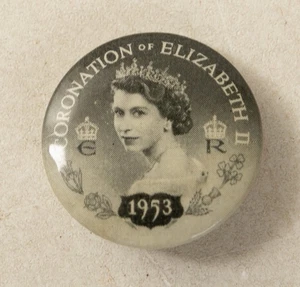 CORONATION OF ELIZABETH II
E R
1953